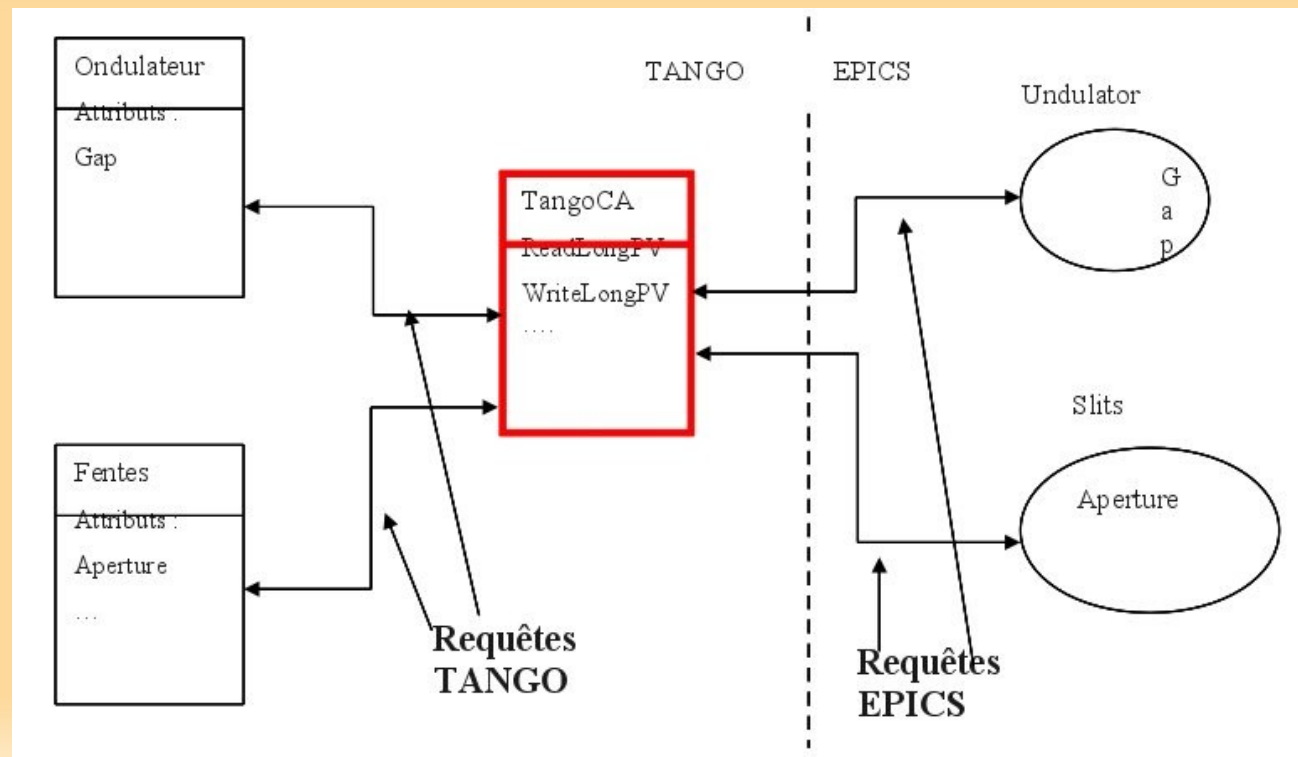 Ondulateur
Attributs :
Gap
TANGO
EPICS
Undulator
G
a
p
TangoCA
ReadLongPV
WriteLongPV
....
Slits
Aperture
Fentes
Attributs :
Aperture
...
Requêtes
TANGO
Requêtes
EPICS